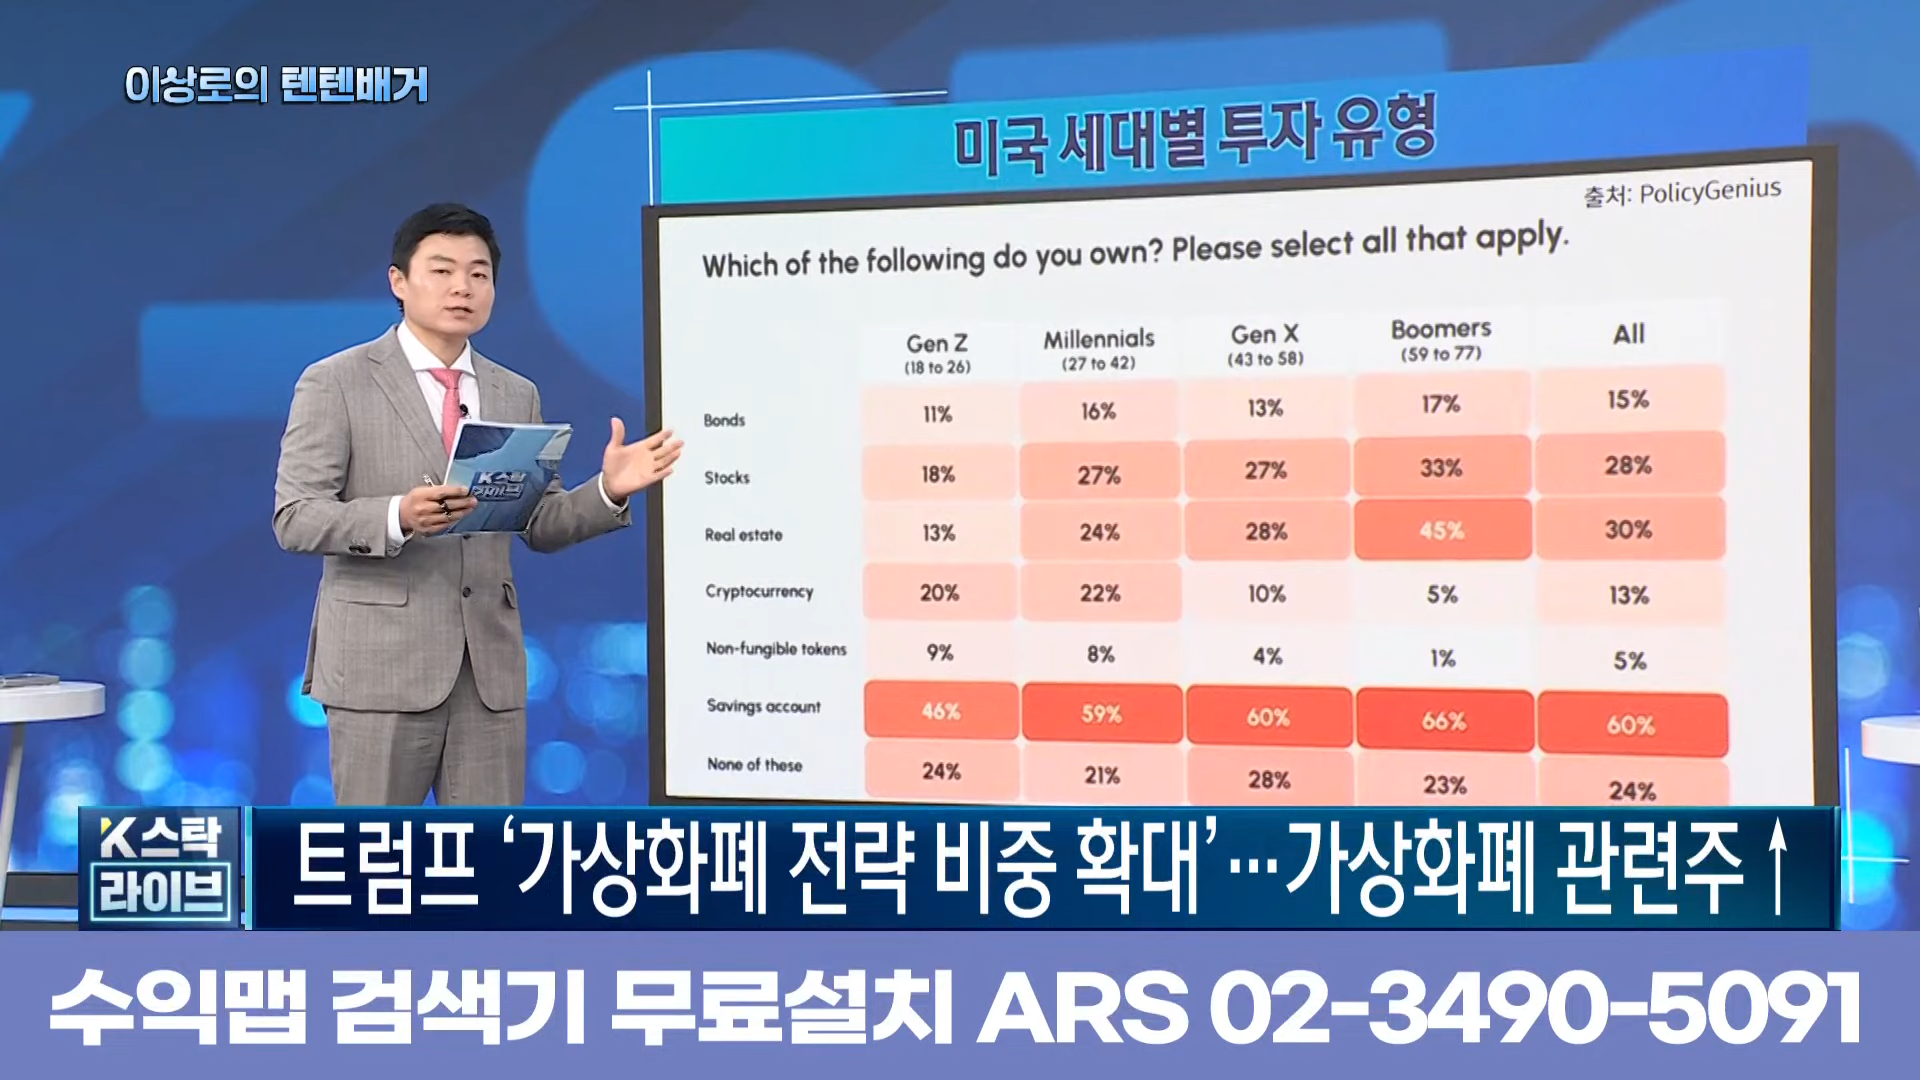 이상로의 텐텐배거
미국 세대별 투자 유형
출처: PolicyGenius
Which of the following do you own? Please select all that apply.
Gen Z Millennials Gen X Boomers All
(18 to 26) (27 to 42) (43 to 58) (59 to 77)
Bonds 11% 16% 13% 17% 15%
Stocks 18% 27% 27% 33% 28%
Real estate 13% 24% 28% 45% 30%
Cryptocurrency 20% 22% 10% 5% 13%
Non-fungible tokens 9% 8% 4% 1% 5%
Savings account 46% 59% 60% 66% 60%
None of these 24% 21% 28% 23% 24%
K스탁
라이브
K스탁
라이브
트럼프 ‘가상화폐 전략 비중 확대’…가상화폐 관련주↑
수익맵 검색기 무료설치 ARS 02-3490-5091